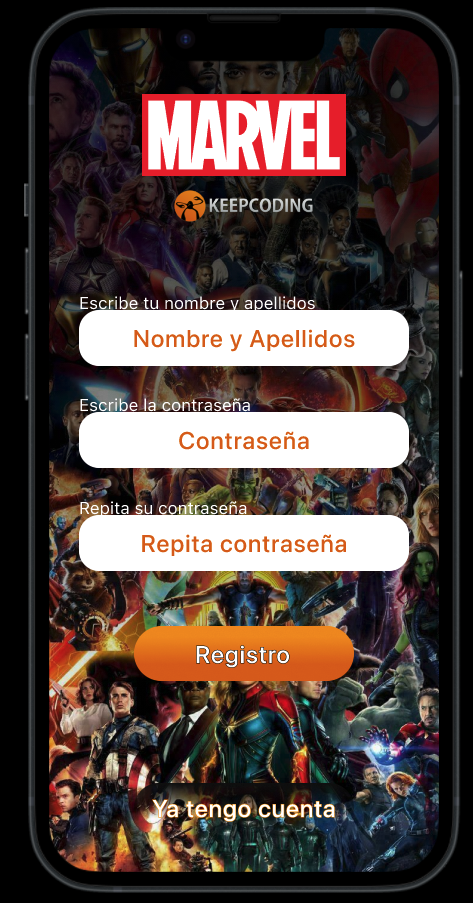 MARVEL
KEEPCODING
Escribe tu nombre y apellidos
Nombre y Apellidos
Escribe la contraseña
Contraseña
Repita su contraseña
Repita contraseña
Registro
Ya tengo cuenta